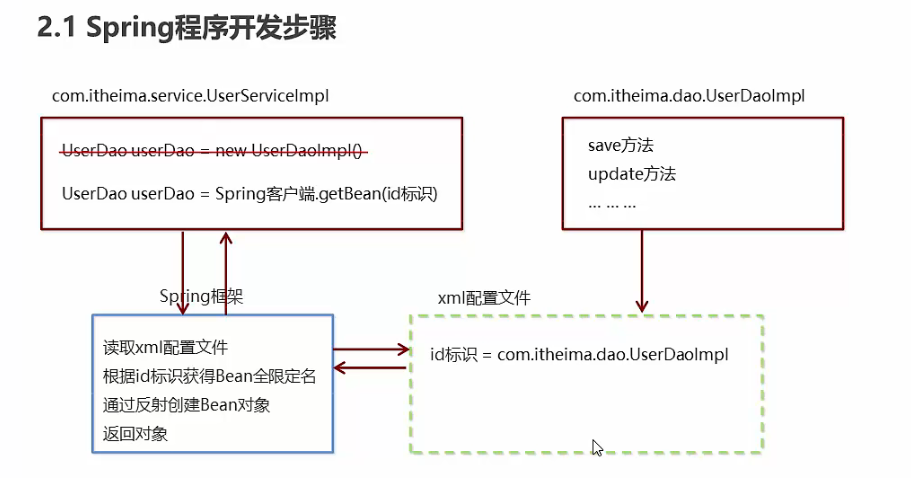 2.1 Spring程序开发步骤
com.itheima.service.UserServiceImpl
UserDao userDao = new UserDaoImpl()
UserDao userDao = Spring客户端.getBean(id标识)
com.itheima.dao.UserDaoImpl
save方法
update方法
... ... ...
Spring框架
读取xml配置文件
根据id标识获得Bean全限定名
通过反射创建Bean对象
返回对象
xml配置文件
id标识 = com.itheima.dao.UserDaoImpl